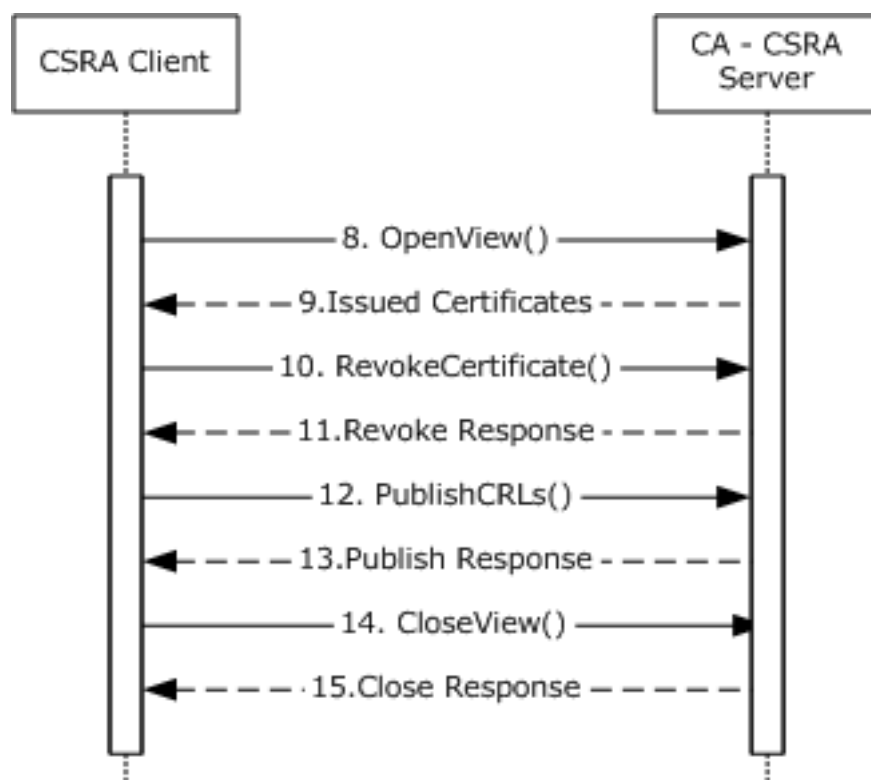 CSRA Client
CA - CSRA
Server
8. OpenView()
9.Issued Certificates
10. RevokeCertificate()
11.Revoke Response
12. PublishCRLs()
13.Publish Response
14. CloseView()
15.Close Response